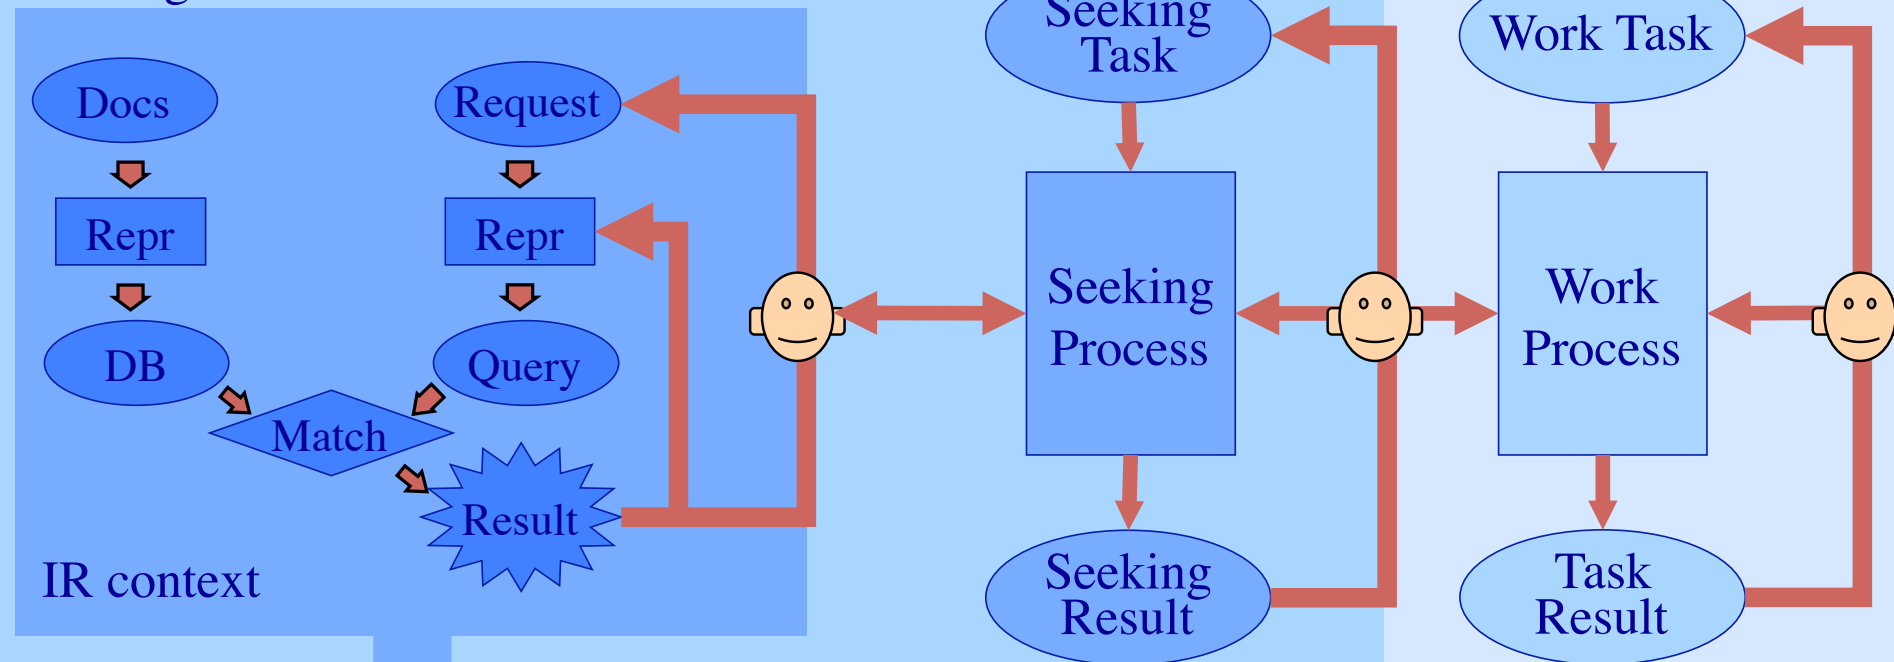 Docs
Request
Repr
Repr
DB
Query
Match
Result
IR context
Seeking
Task
Seeking
Process
Seeking
Result
Work Task
Work
Process
Task
Result